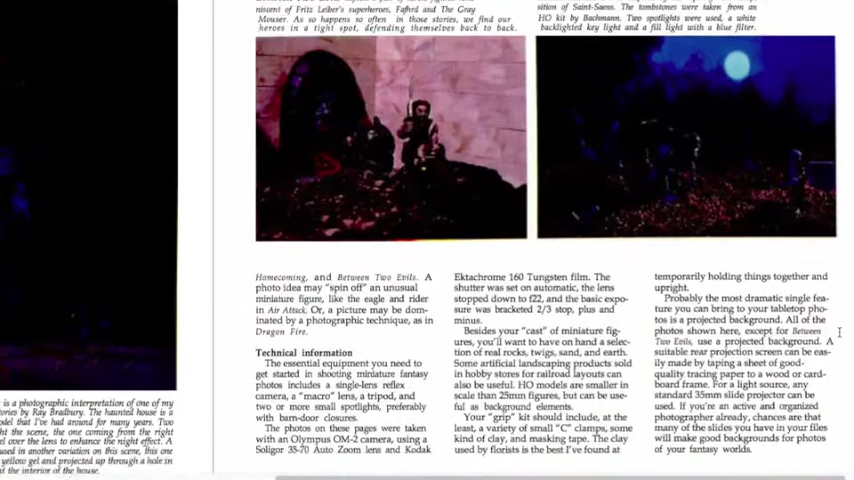 niscent of Fritz Leiber's superheroes, Fafhrd and The Gray
Mouser. As so happens so often in those stories, we find our
heroes in a tight spot, defending themselves back to back.
sition of Saint-Saens. The tombstones were taken from an
HO kit by Bachmann. Two spotlights were used, a white
backlighted key light and a fill light with a blue filter.
Homecoming, and Between Two Evils. A
photo idea may "spin off" an unusual
miniature figure, like the eagle and rider
in Air Attack. Or, a picture may be dom-
inated by a photographic technique, as in
Dragon Fire.
Technical information
The essential equipment you need to
get started in shooting miniature fantasy
photos includes a single-lens reflex
camera, a "macro" lens, a tripod, and
two or more small spotlights, preferably
with barn-door closures.
The photos on these pages were taken
with an Olympus OM-2 camera, using a
Soligor 35-70 Auto Zoom lens and Kodak
Ektachrome 160 Tungsten film. The
shutter was set on automatic, the lens
stopped down to f22, and the basic expo-
sure was bracketed 2/3 stop, plus and
minus.
Besides your "cast" of miniature fig-
ures, you'll want to have on hand a selec-
tion of real rocks, twigs, sand, and earth.
Some artificial landscaping products sold
in hobby stores for railroad layouts can
also be useful. HO models are smaller in
scale than 25mm figures, but can be use-
ful as background elements.
Your "grip" kit should include, at the
least, a variety of small "C" clamps, some
kind of clay, and masking tape. The clay
used by florists is the best I've found at
temporarily holding things together and
upright.
Probably the most dramatic single fea-
ture you can bring to your tabletop pho-
tos is a projected background. All of the
photos shown here, except for Between
Two Evils, use a projected background. A
suitable rear projection screen can be eas-
ily made by taping a sheet of good-
quality tracing paper to a wood or card-
board frame. For a light source, any
standard 35mm slide projector can be
used. If you're an active and organized
photographer already, chances are that
many of the slides you have in your files
will make good backgrounds for photos
of your fantasy worlds.
is a photographic interpretation of one of my
tories by Ray Bradbury. The haunted house is a
del that I've had around for many years. Two
ht the scene, the one coming from the right
el over the lens to enhance the night effect. A
used in another variation on this scene, this one
yellow gel and projected up through a hole in
t the interior of the house.